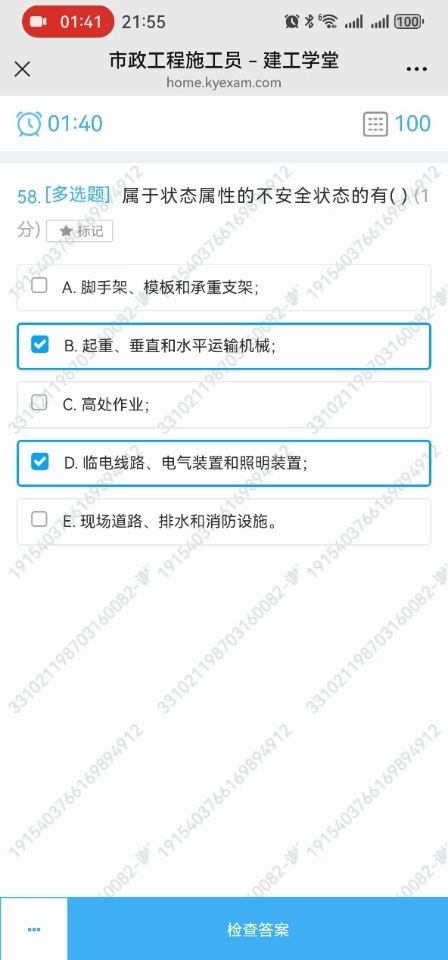 01:41 21:55 100
市政工程施工员 – 建工学堂
home.kyexam.com
01:40 100
58. [多选题] 属于状态属性的不安全状态的有( ) (1
分) 标记
A. 脚手架、模板和承重支架；
B. 起重、垂直和水平运输机械；
C. 高处作业；
D. 临电线路、电气装置和照明装置；
E. 现场道路、排水和消防设施。
1915403766169894912
33102119870316​0082-谢
检查答案